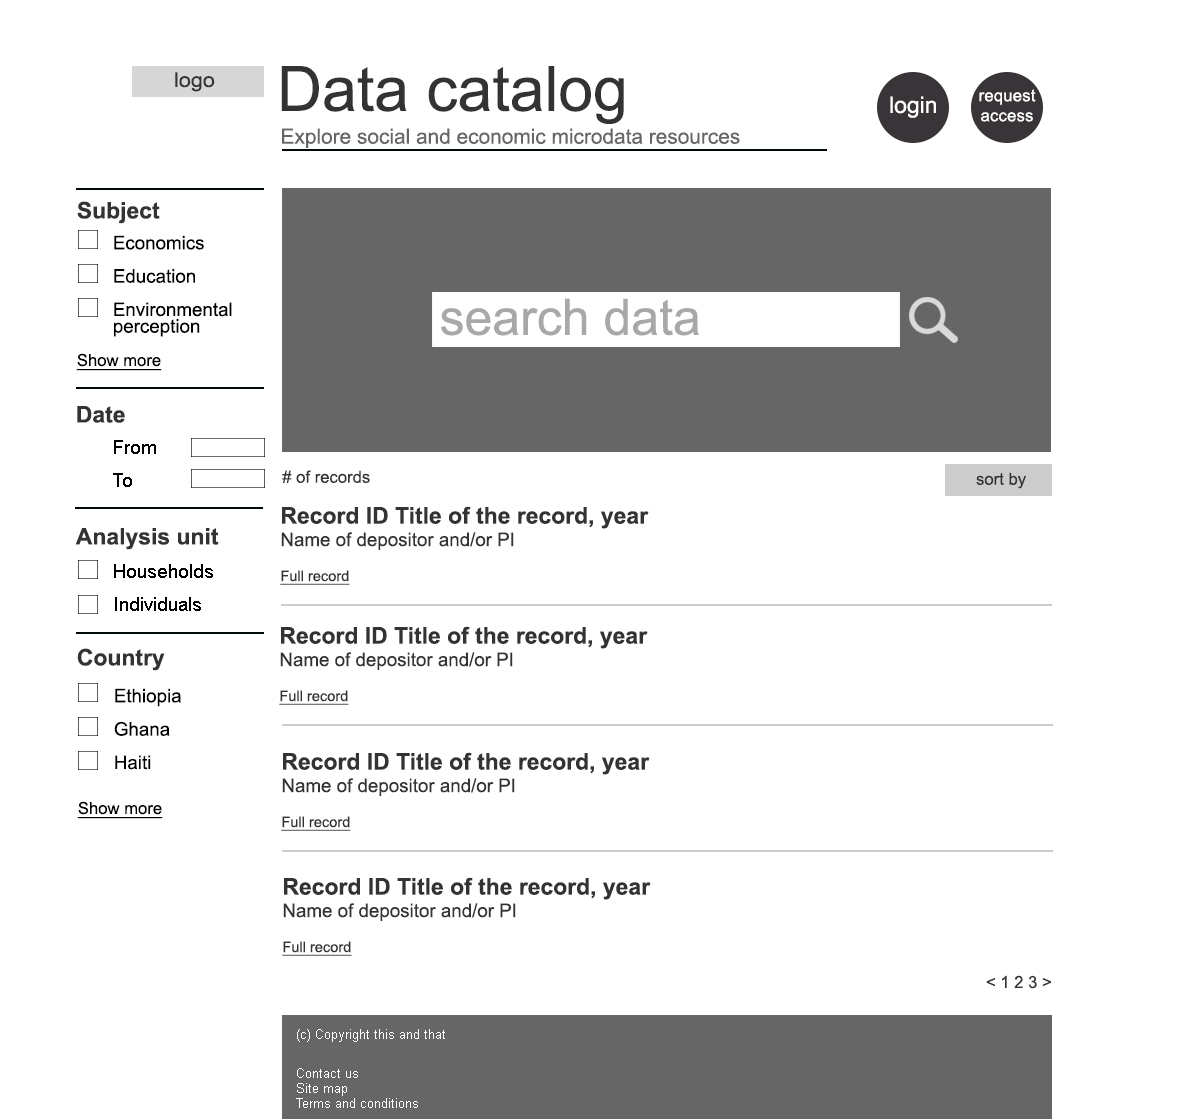 logo
Data catalog
Explore social and economic microdata resources
login
request
access
Subject
Economics
Education
Environmental
perception
Show more
Date
From
To
Analysis unit
Households
Individuals
Country
Ethiopia
Ghana
Haiti
Show more
search data
# of records
sort by
Record ID Title of the record, year
Name of depositor and/or PI
Full record
Record ID Title of the record, year
Name of depositor and/or PI
Full record
Record ID Title of the record, year
Name of depositor and/or PI
Full record
Record ID Title of the record, year
Name of depositor and/or PI
Full record
< 1 2 3 >
(c) Copyright this and that
Contact us
Site map
Terms and conditions